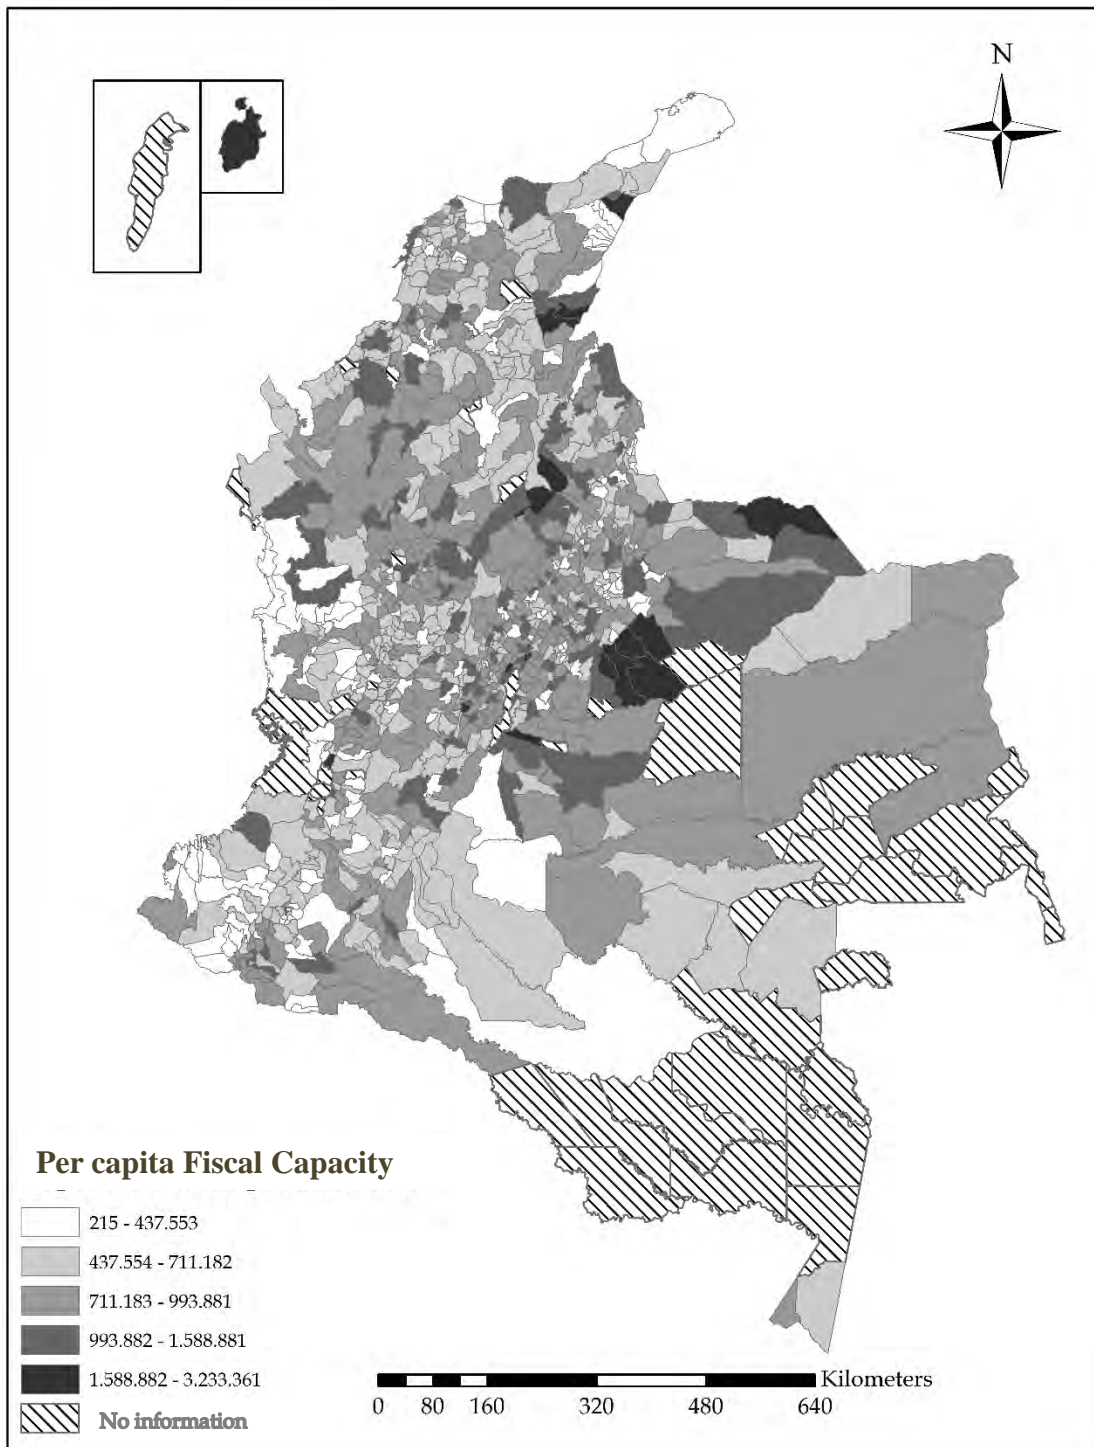 N
Per capita Fiscal Capacity
215 - 437.553
437.554 - 711.182
711.183 - 993.881
993.882 - 1.588.881
1.588.882 - 3.233.361
No information
Kilometers
0 80 160 320 480 640